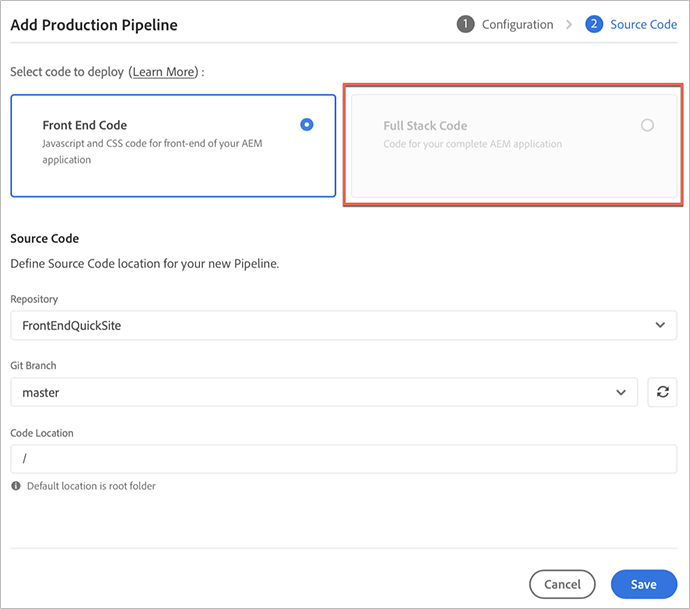 Add Production Pipeline
1 Configuration > 2 Source Code
Select code to deploy (Learn More) :
Front End Code
Javascript and CSS code for front-end of your AEM
application
Full Stack Code
Code for your complete AEM application
Source Code
Define Source Code location for your new Pipeline.
Repository
FrontEndQuickSite
Git Branch
master
Code Location
/
Default location is root folder
Cancel
Save